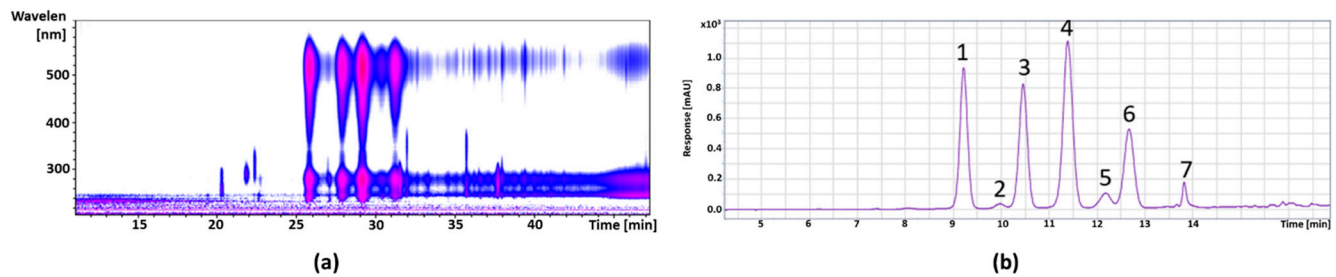 Wavelen
[nm]
500
400
300
15 20 25 30 35 40 Time [min]
(a)
x10³
Response [mAU]
1.0
0.8
0.6
0.4
0.2
0.0
1 2 3 4 5 6 7
5 6 7 8 9 10 11 12 13 14 Time [min]
(b)